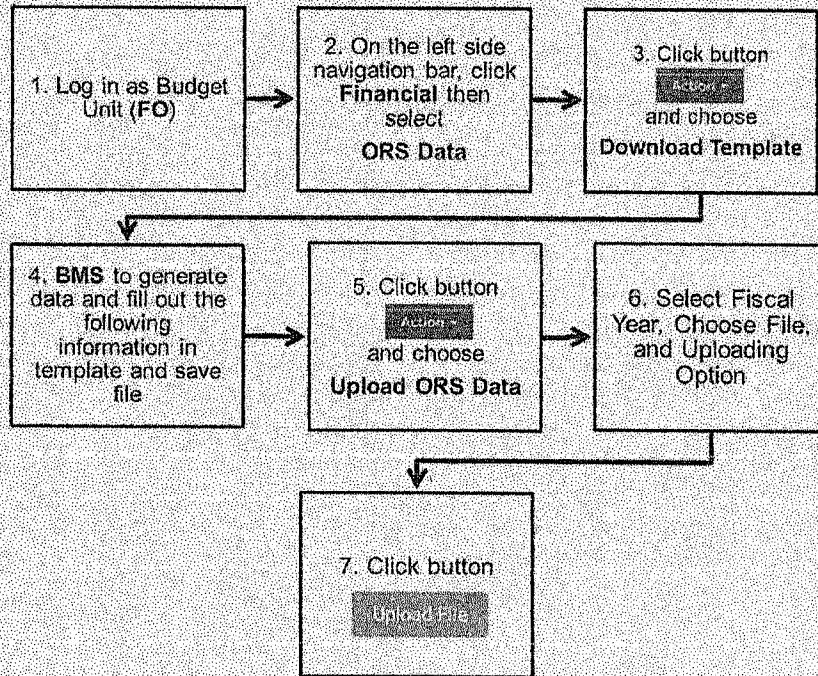 1. Log in as Budget
Unit (FO)
2. On the left side
navigation bar, click
Financial then
select
ORS Data
3. Click button
Action
and choose
Download Template
4. BMS to generate
data and fill out the
following
information in
template and save
file
5. Click button
Action
and choose
Upload ORS Data
6. Select Fiscal
Year, Choose File,
and Uploading
Option
7. Click button
Upload File